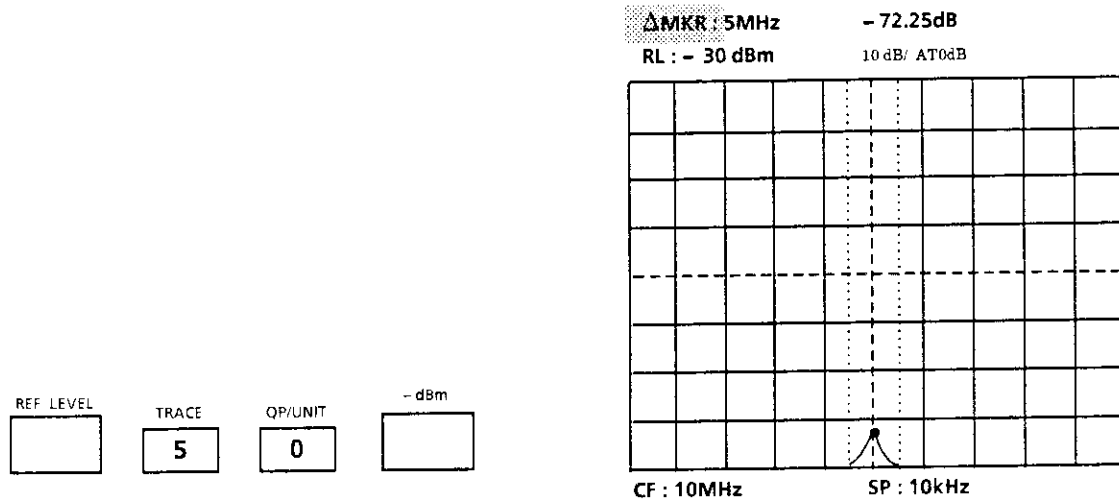 ΔMKR : 5MHz – 72.25dB
RL : – 30 dBm 10 dB/ AT0dB
REF LEVEL TRACE QP/UNIT – dBm
5 0
CF : 10MHz SP : 10kHz